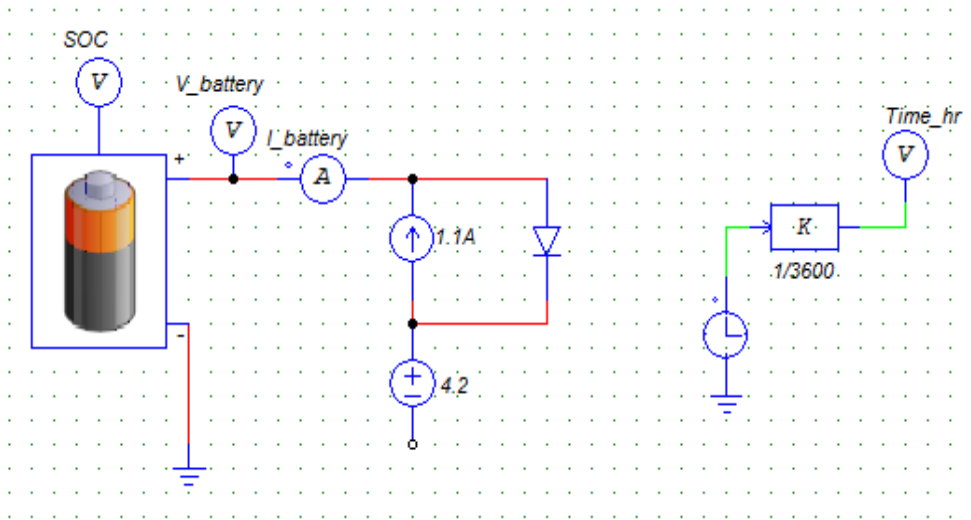 SOC
V
V_battery
V
I_battery
A
+
1.1A
-
4.2
Time_hr
V
K
1/3600